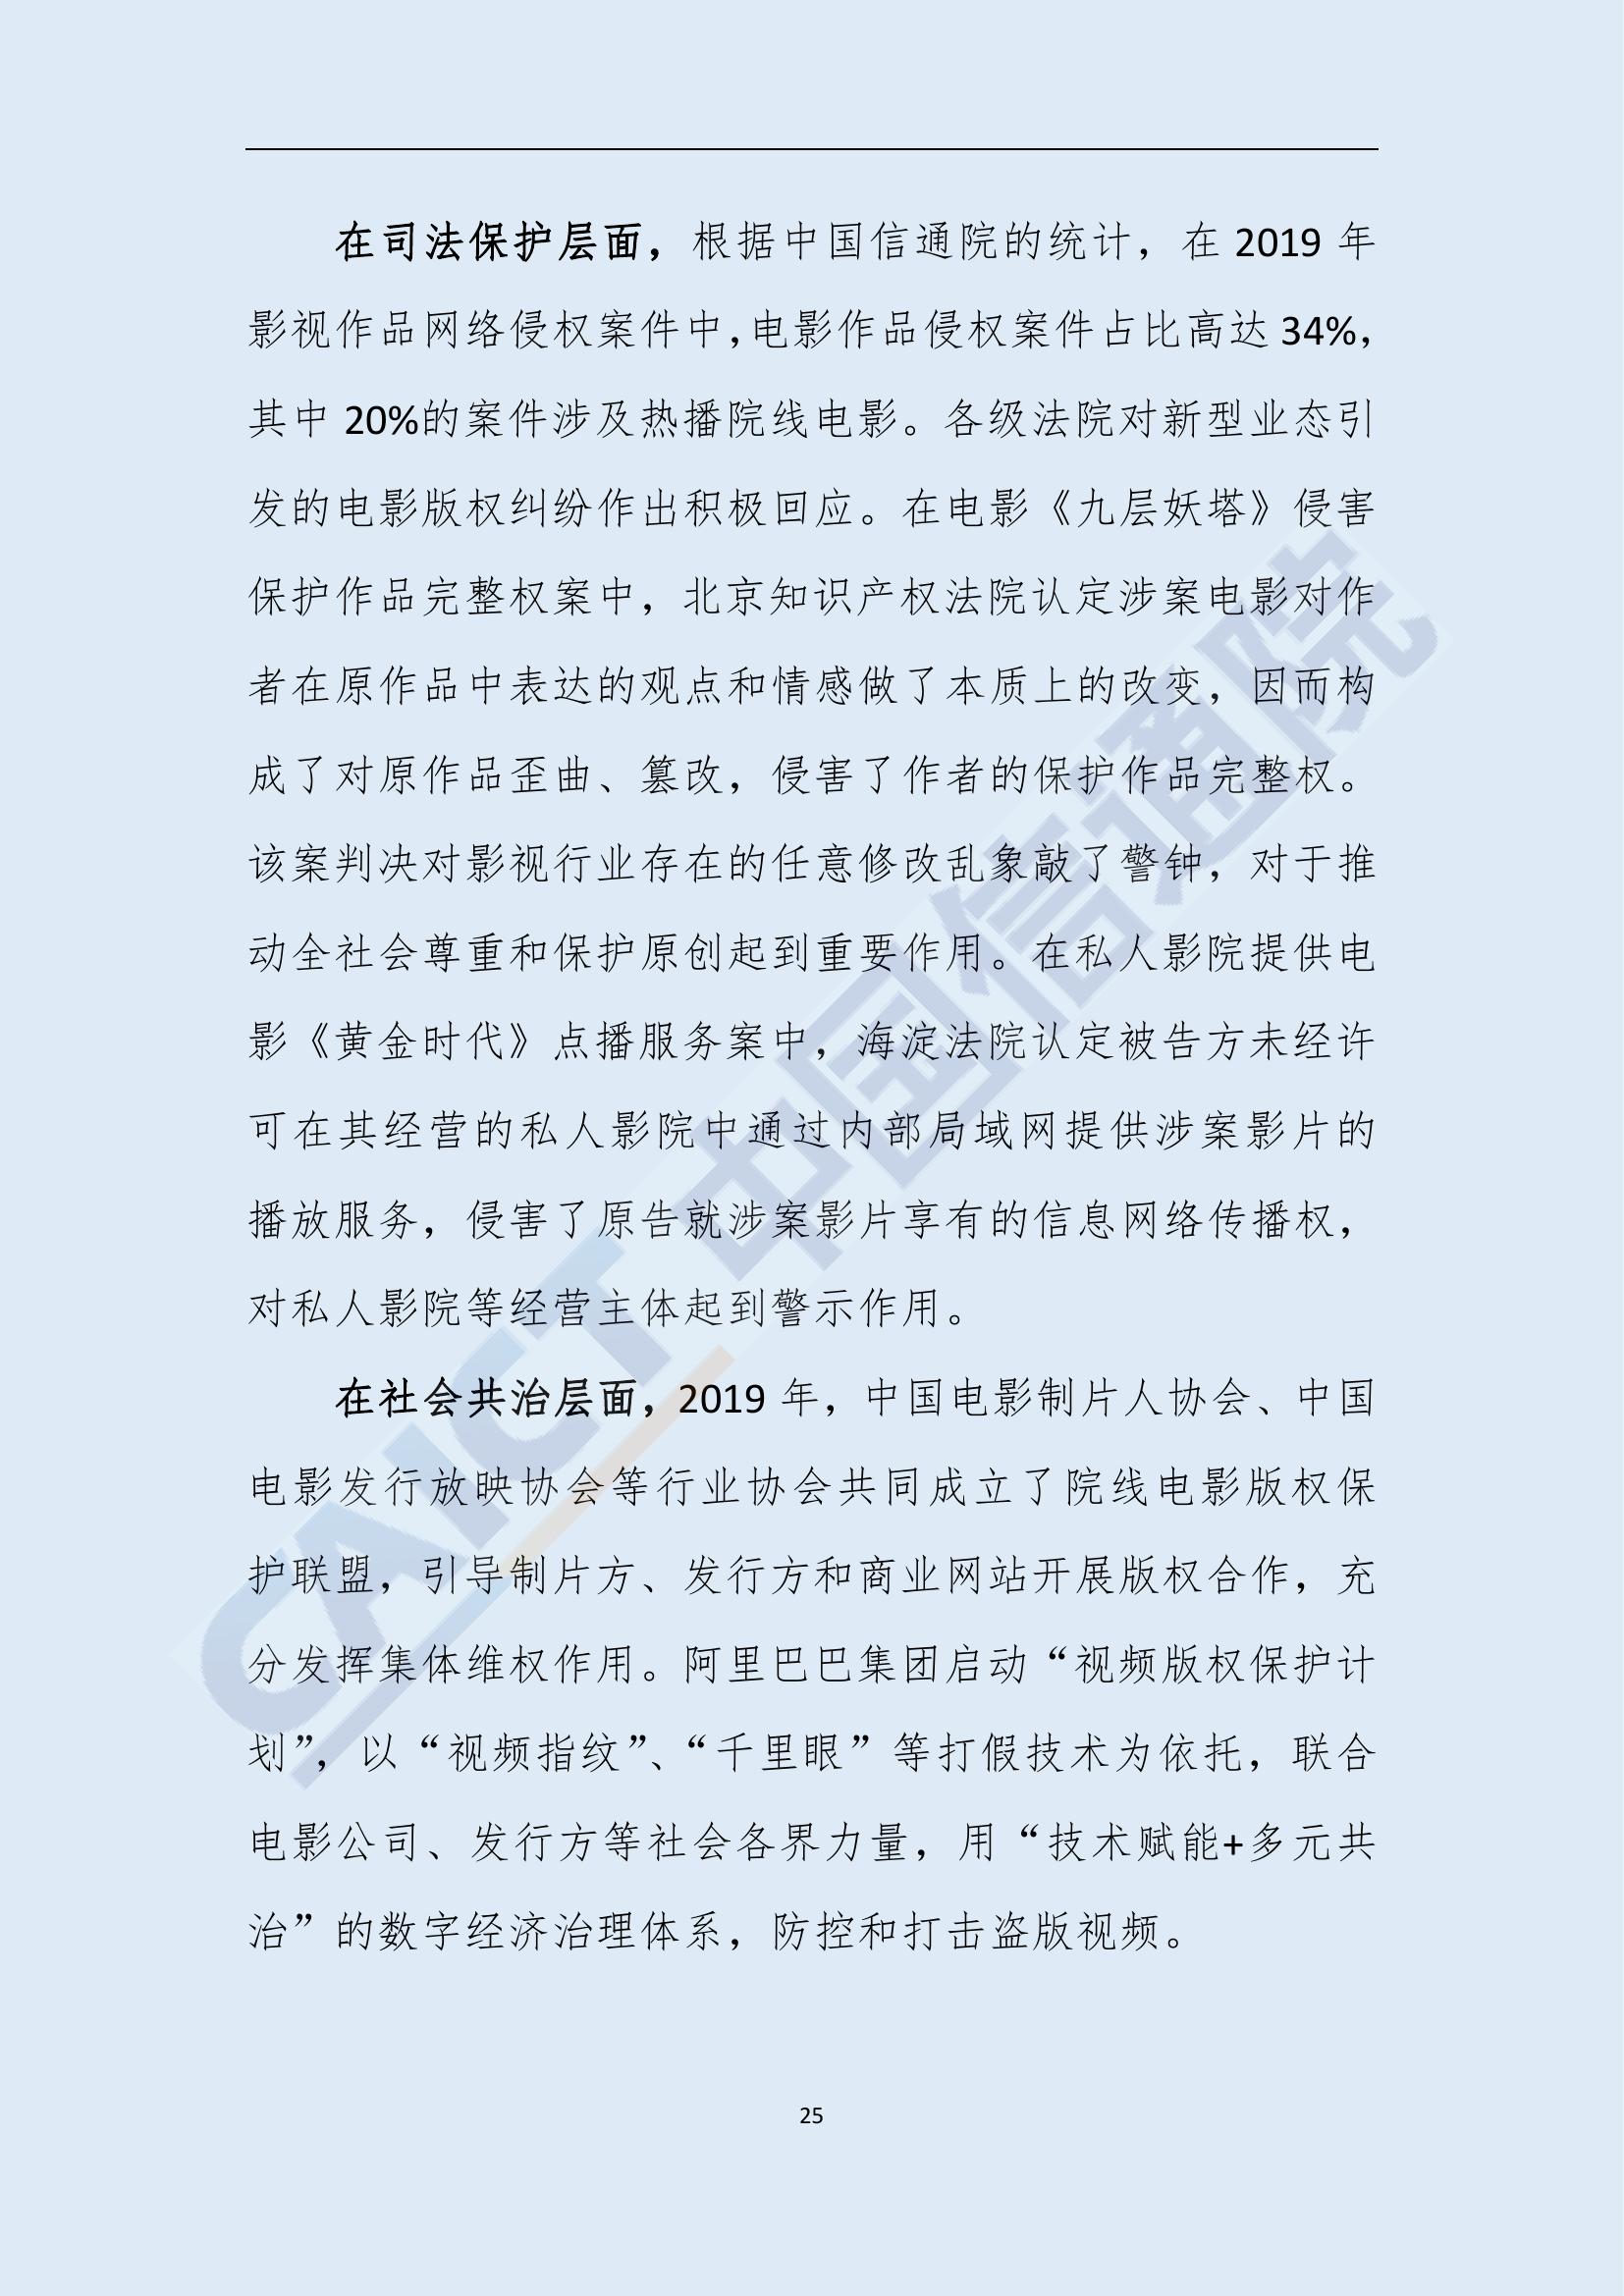 在司法保护层面，根据中国信通院的统计，在 2019 年
影视作品网络侵权案件中，电影作品侵权案件占比高达 34%，
其中 20%的案件涉及热播院线电影。各级法院对新型业态引
发的电影版权纠纷作出积极回应。在电影《九层妖塔》侵害
保护作品完整权案中，北京知识产权法院认定涉案电影对作
者在原作品中表达的观点和情感做了本质上的改变，因而构
成了对原作品歪曲、篡改，侵害了作者的保护作品完整权。
该案判决对影视行业存在的任意修改乱象敲了警钟，对于推
动全社会尊重和保护原创起到重要作用。在私人影院提供电
影《黄金时代》点播服务案中，海淀法院认定被告方未经许
可在其经营的私人影院中通过内部局域网提供涉案影片的
播放服务，侵害了原告就涉案影片享有的信息网络传播权，
对私人影院等经营主体起到警示作用。
在社会共治层面，2019 年，中国电影制片人协会、中国
电影发行放映协会等行业协会共同成立了院线电影版权保
护联盟，引导制片方、发行方和商业网站开展版权合作，充
分发挥集体维权作用。阿里巴巴集团启动“视频版权保护计
划”，以“视频指纹”、“千里眼”等打假技术为依托，联合
电影公司、发行方等社会各界力量，用“技术赋能+多元共
治”的数字经济治理体系，防控和打击盗版视频。
25
CAICT 中国信通院